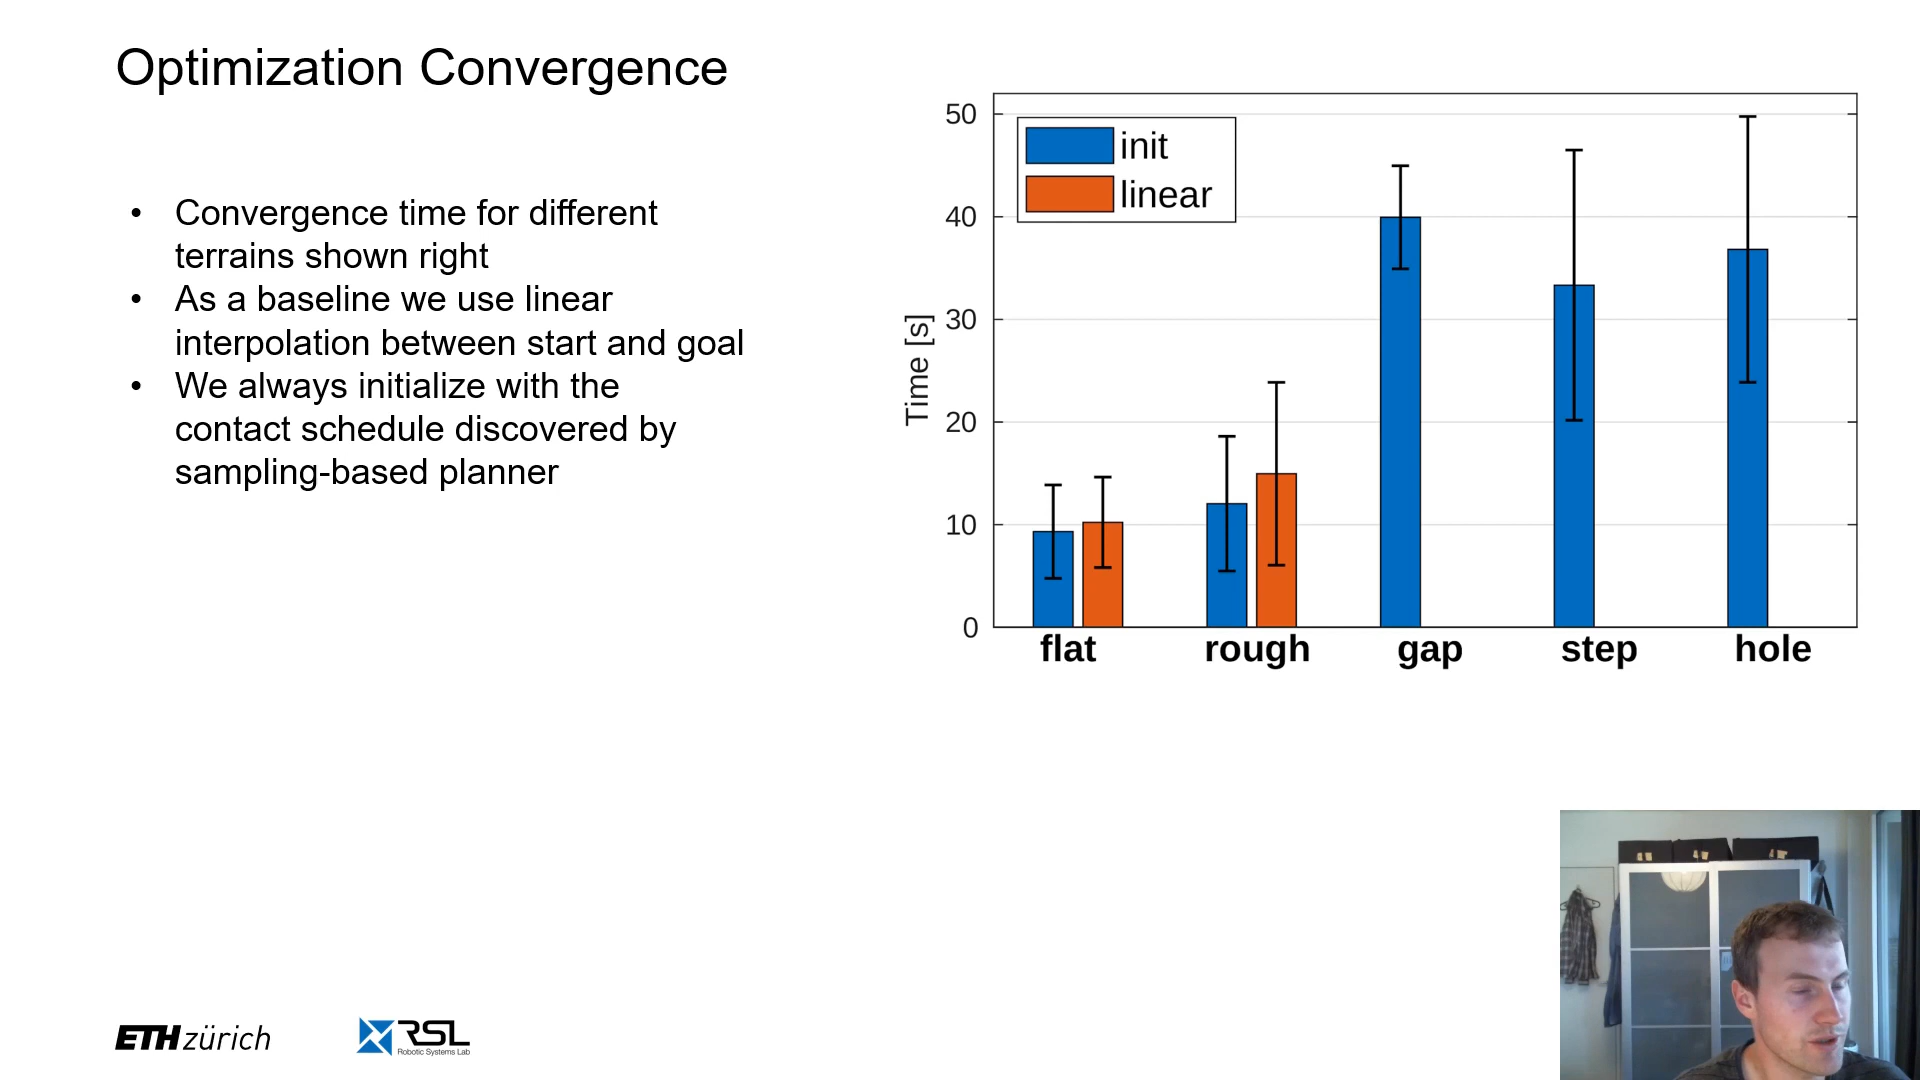 Optimization Convergence
• Convergence time for different
terrains shown right
• As a baseline we use linear
interpolation between start and goal
• We always initialize with the
contact schedule discovered by
sampling-based planner
50
40
30
20
10
0
Time [s]
init
linear
flat rough gap step hole
ETH zürich
RSL
Robotic Systems Lab